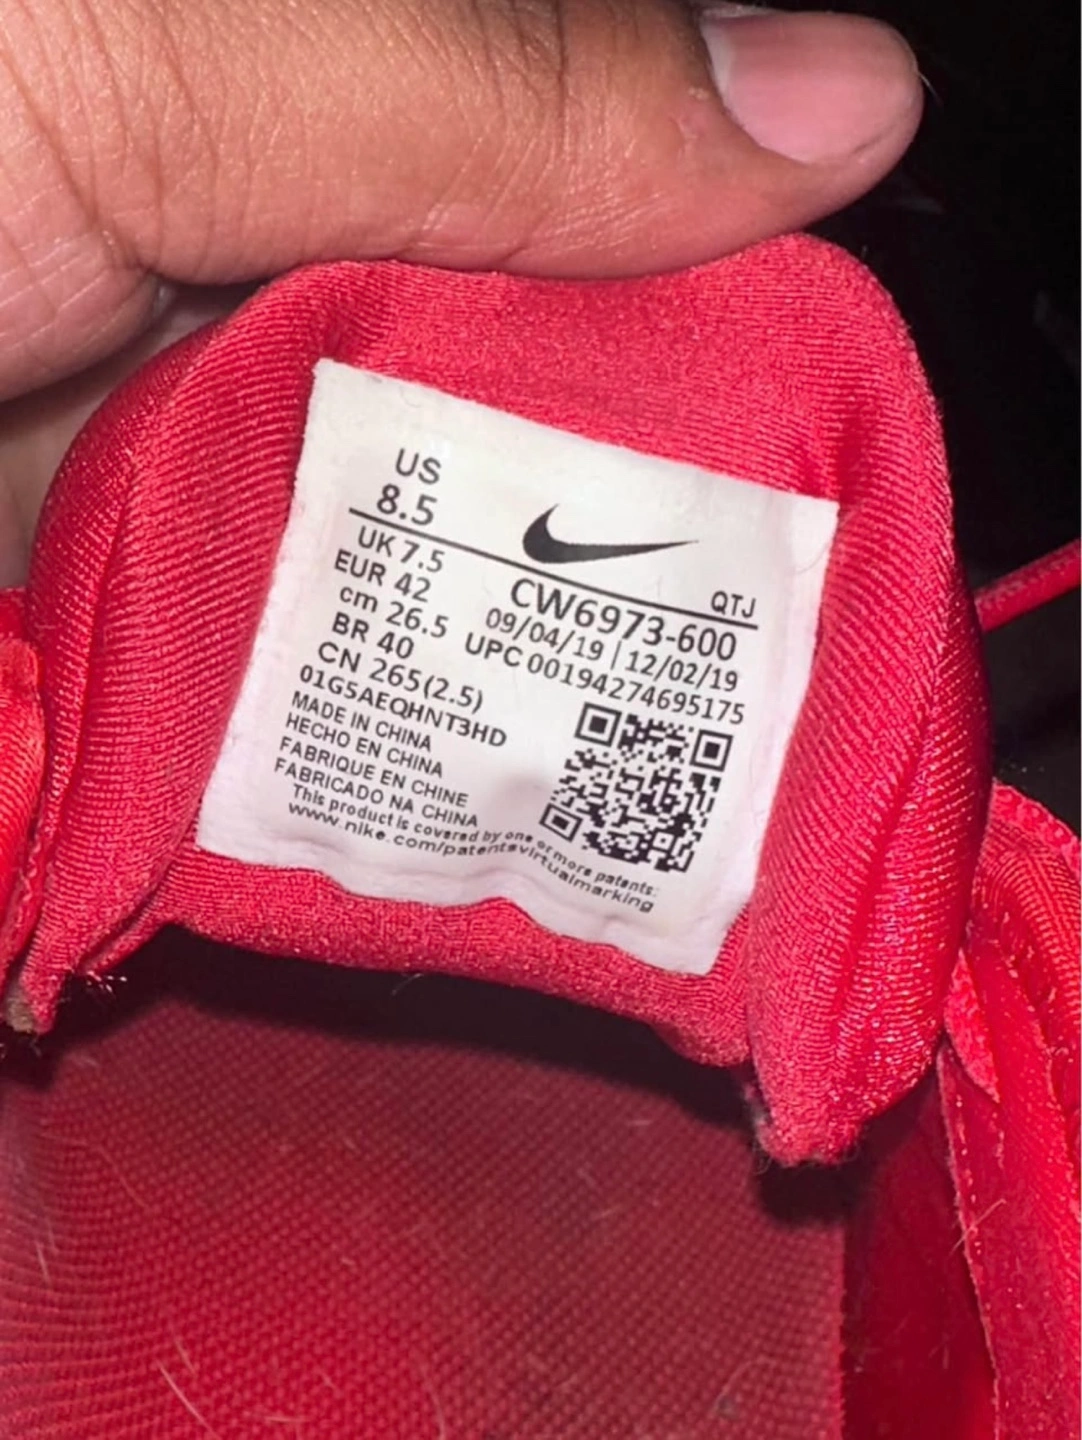 US
8.5
QTJ
UK 7.5
EUR 42
cm 26.5
BR 40
CN 265(2.5)
CW6973-600
09/04/19 | 12/02/19
UPC 00194274695175
01G5AEQHNT3HD
MADE IN CHINA
HECHO EN CHINA
FABRIQUE EN CHINE
FABRICADO NA CHINA
This product is covered by one or more patents:
www.nike.com/patentsvirtualmarking